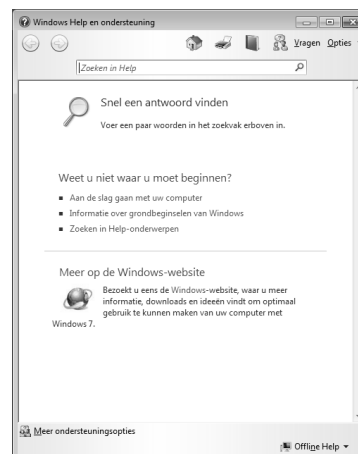 Windows Help en ondersteuning
Vragen Opties
Zoeken in Help
Snel een antwoord vinden
Voer een paar woorden in het zoekvak erboven in.
Weet u niet waar u moet beginnen?
Aan de slag gaan met uw computer
Informatie over grondbeginselen van Windows
Zoeken in Help-onderwerpen
Meer op de Windows-website
Bezoekt u eens de Windows-website, waar u meer
informatie, downloads en ideeën vindt om optimaal
gebruik te kunnen maken van uw computer met
Windows 7.
Meer ondersteuningsopties
Offline Help